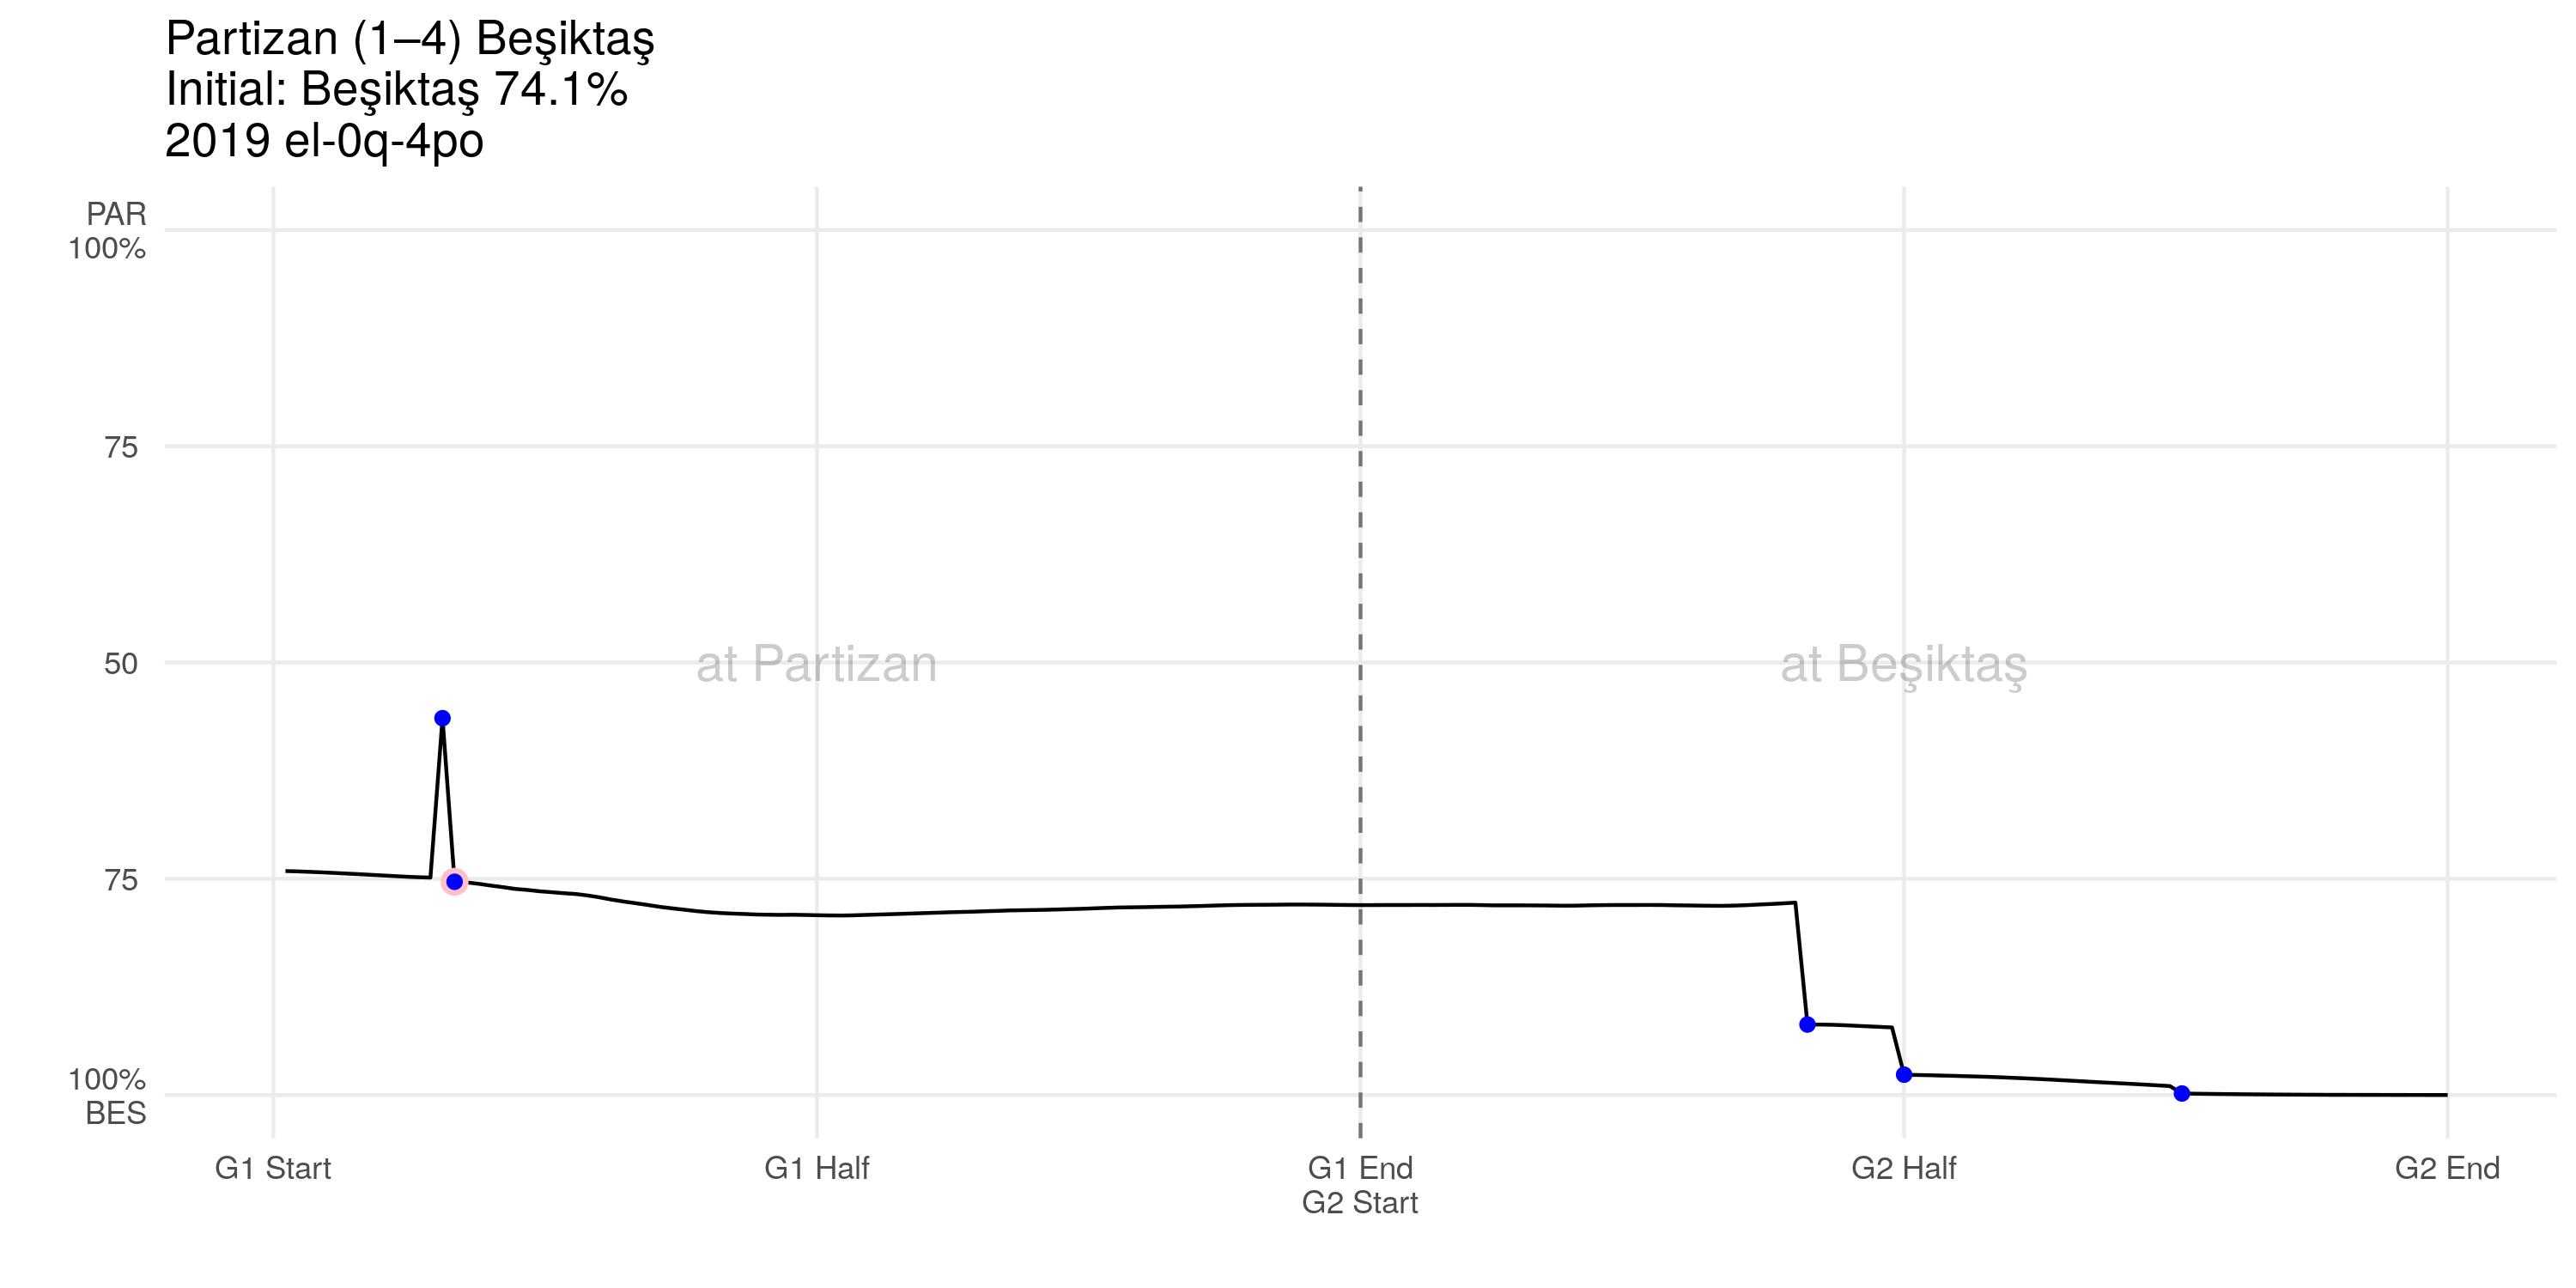 Partizan (1–4) Beşiktaş
Initial: Beşiktaş 74.1%
2019 el-0q-4po
PAR
100%
75
50
75
100%
BES
at Partizan
at Beşiktaş
G1 Start
G1 Half
G1 End
G2 Start
G2 Half
G2 End